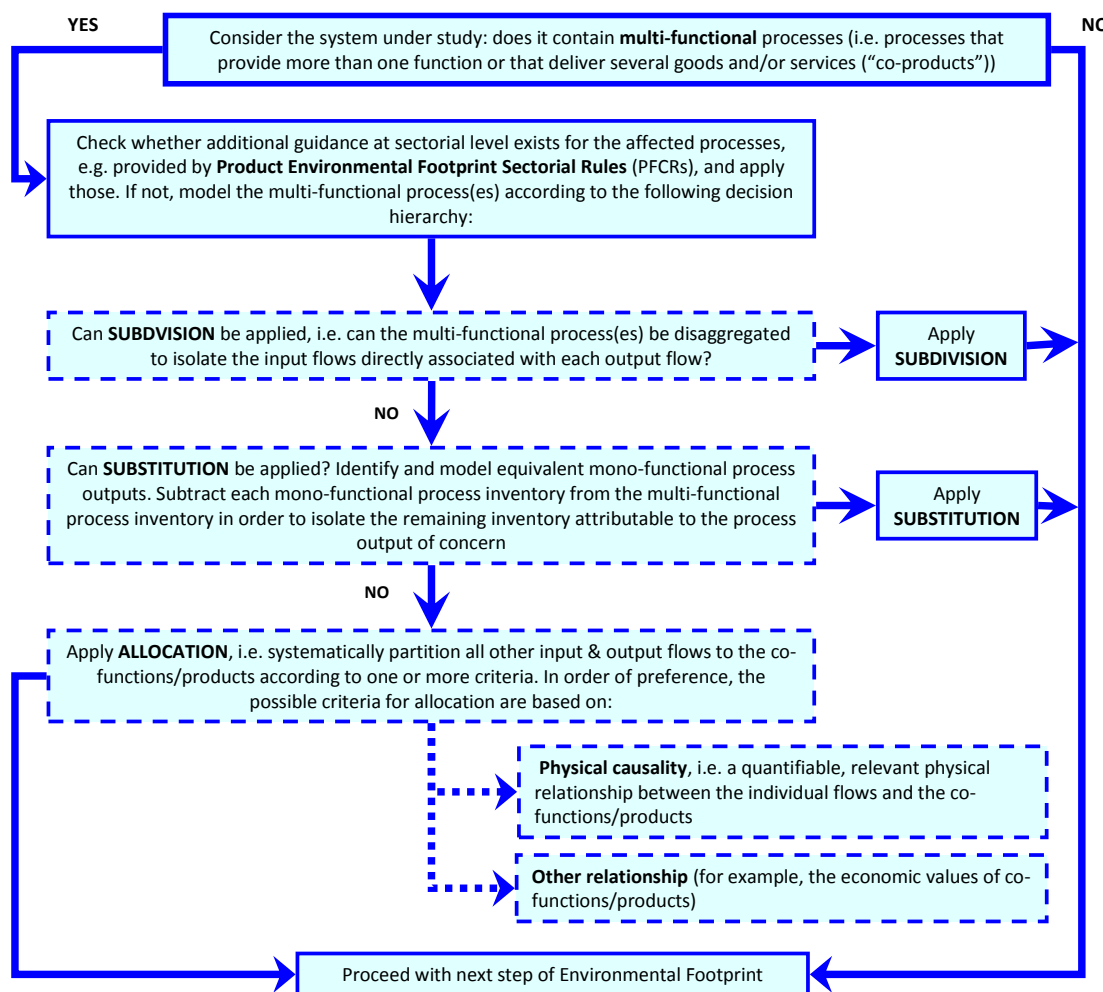 YES
NO
Consider the system under study: does it contain multi-functional processes (i.e. processes that
provide more than one function or that deliver several goods and/or services (“co-products”))
Check whether additional guidance at sectorial level exists for the affected processes,
e.g. provided by Product Environmental Footprint Sectorial Rules (PFCRs), and apply
those. If not, model the multi-functional process(es) according to the following decision
hierarchy:
Can SUBDVISION be applied, i.e. can the multi-functional process(es) be disaggregated
to isolate the input flows directly associated with each output flow?
Apply
SUBDIVISION
NO
Can SUBSTITUTION be applied? Identify and model equivalent mono-functional process
outputs. Subtract each mono-functional process inventory from the multi-functional
process inventory in order to isolate the remaining inventory attributable to the process
output of concern
Apply
SUBSTITUTION
NO
Apply ALLOCATION, i.e. systematically partition all other input & output flows to the co-
functions/products according to one or more criteria. In order of preference, the
possible criteria for allocation are based on:
Physical causality, i.e. a quantifiable, relevant physical
relationship between the individual flows and the co-
functions/products
Other relationship (for example, the economic values of co-
functions/products)
Proceed with next step of Environmental Footprint